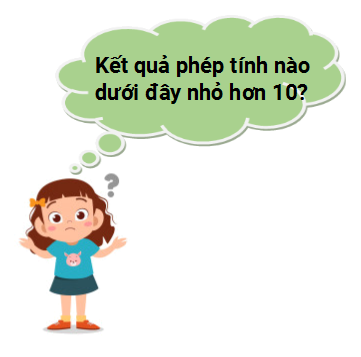 Kết quả phép tính nào
dưới đây nhỏ hơn 10?
?